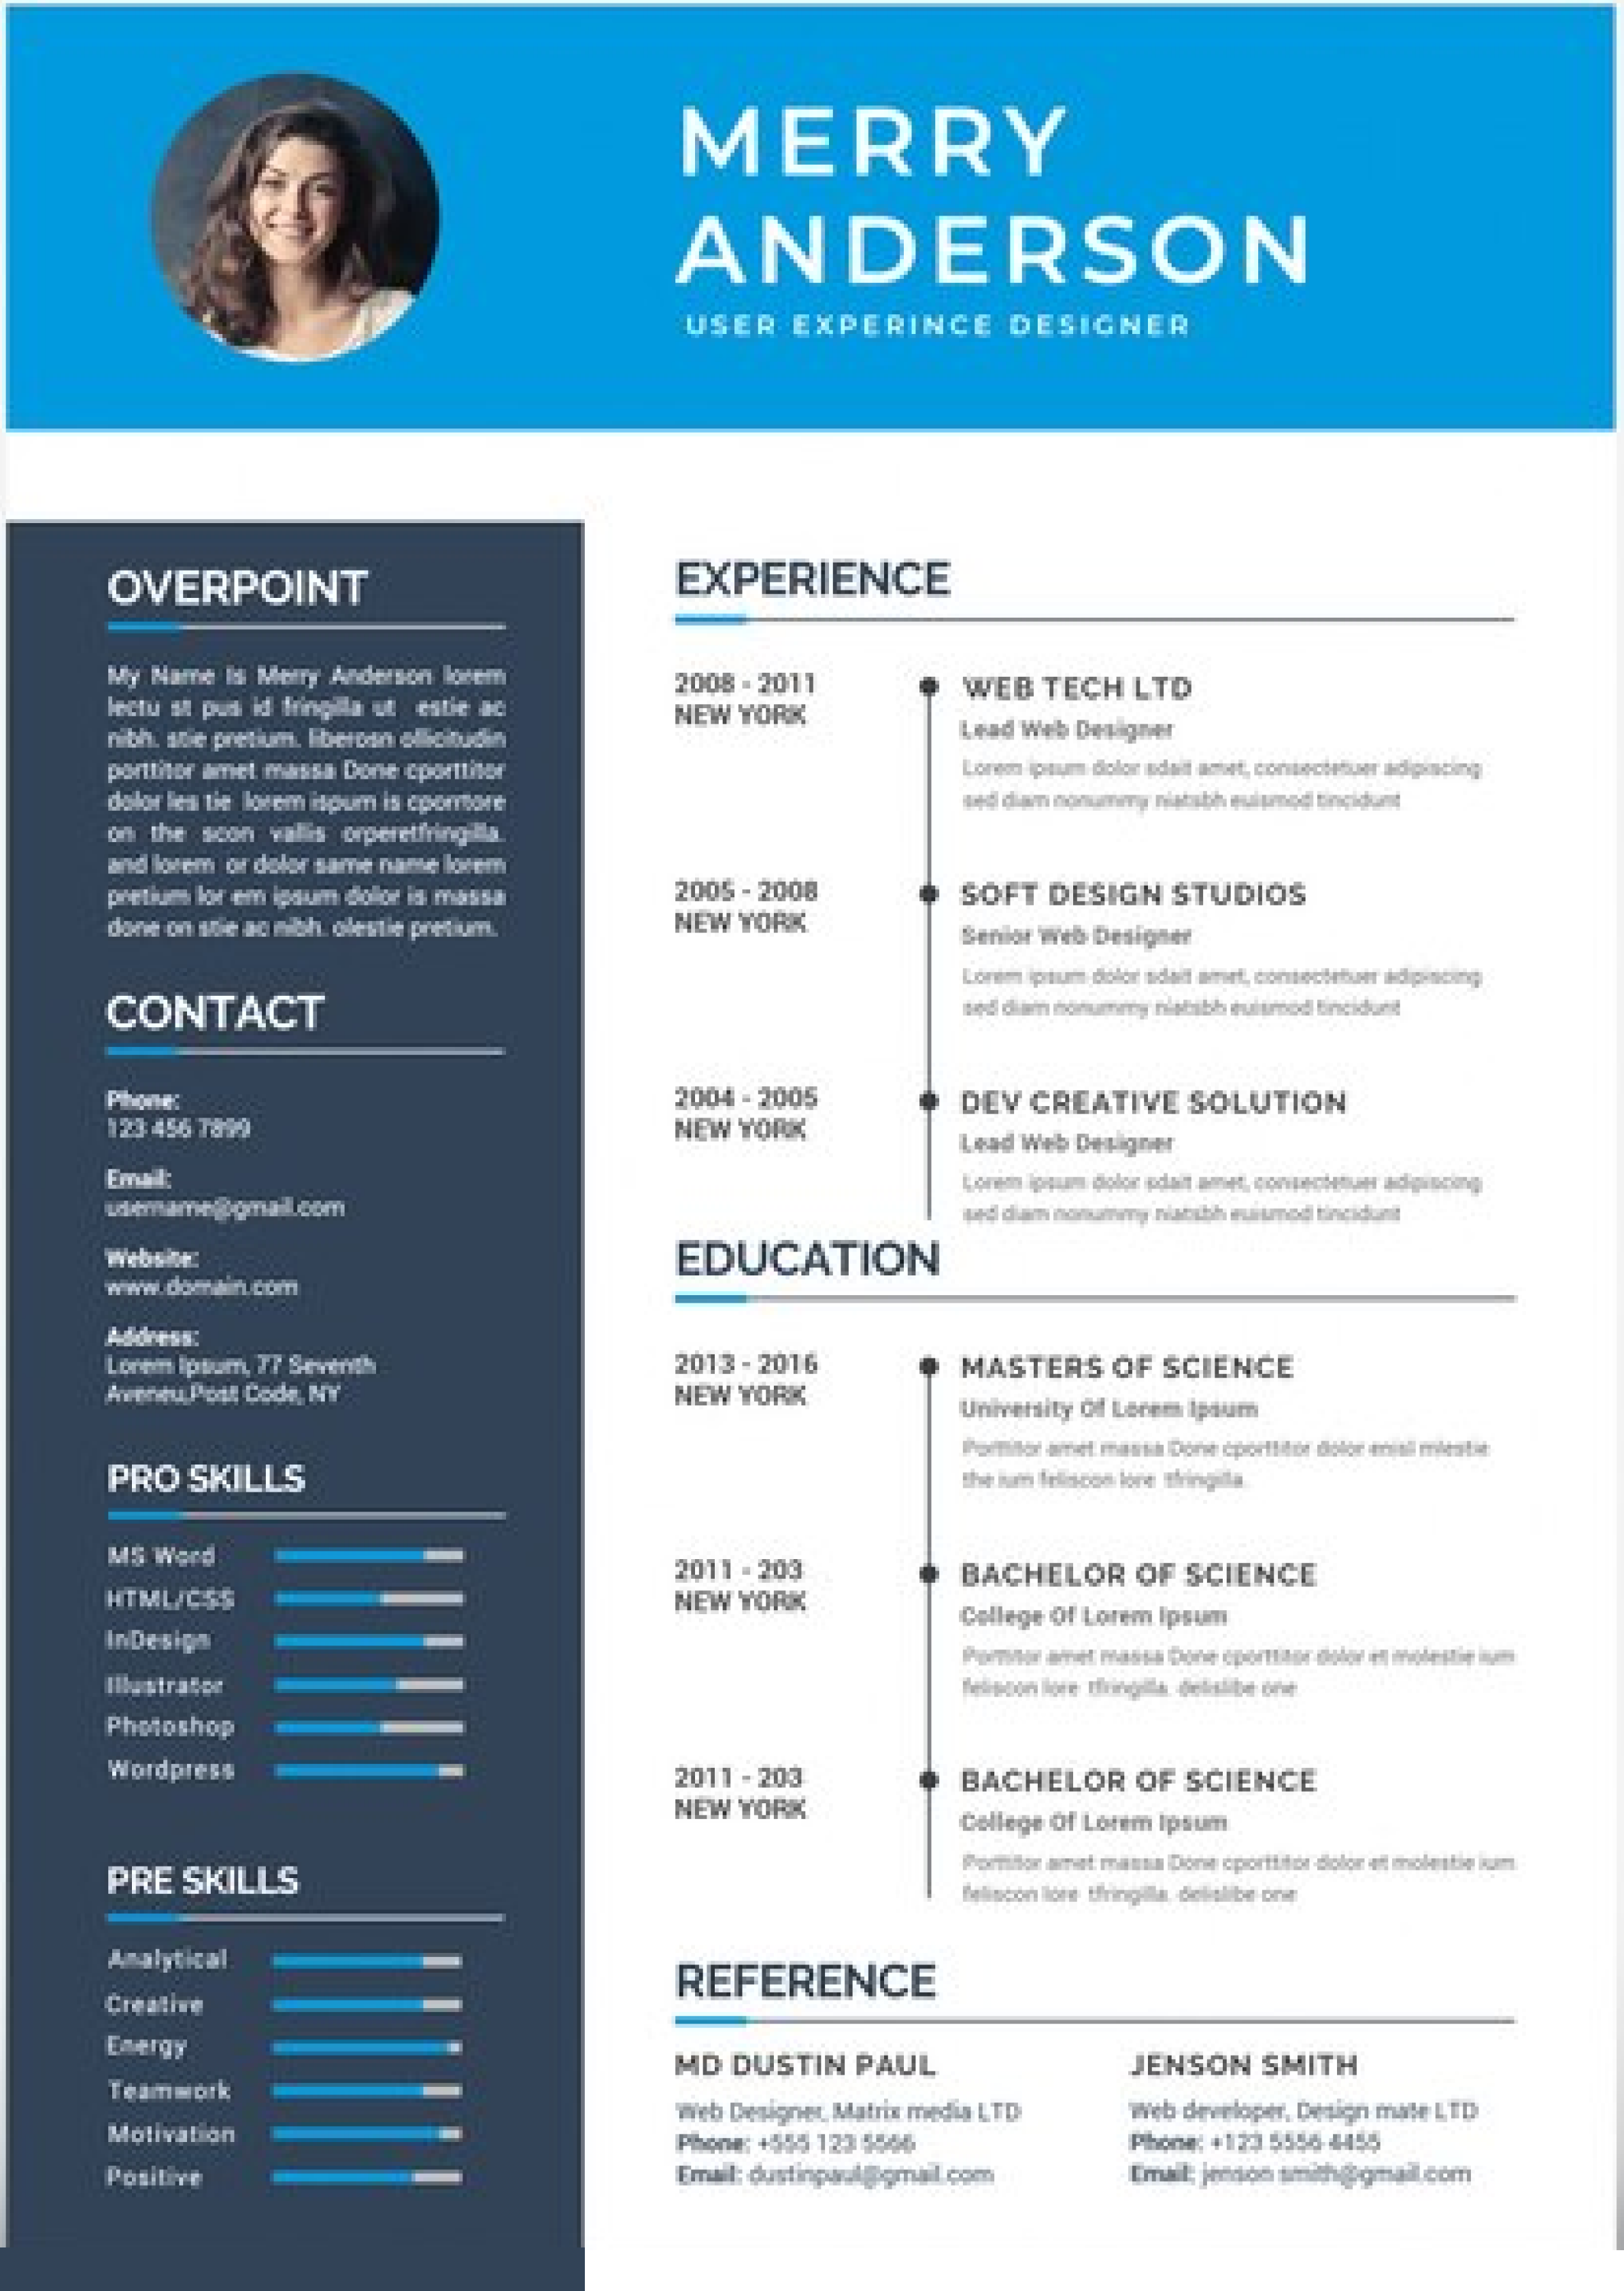 MERRY
ANDERSON
USER EXPERINCE DESIGNER
OVERPOINT
My Name Is Merry Anderson lorem
lectu st pus id fringilla ut estie ac
nibh. stie pretium. liberosn ollicitudin
porttitor amet massa Done cporttitor
dolor les tie lorem ispum is cporrtore
on the scon vallis orperetfringilla.
and lorem or dolor same name lorem
pretium lor em ipsum dolor is massa
done on stie ac nibh. olestie pretium.
CONTACT
Phone:
123 456 7899
Email:
username@gmail.com
Website:
www.domain.com
Address:
Lorem Ipsum, 77 Seventh
Aveneu,Post Code, NY
PRO SKILLS
MS Word
HTML/CSS
InDesign
Illustrator
Photoshop
Wordpress
PRE SKILLS
Analytical
Creative
Energy
Teamwork
Motivation
Positive
EXPERIENCE
2008 - 2011
NEW YORK
WEB TECH LTD
Lead Web Designer
Lorem ipsum dolor sdait amet, consectetuer adipiscing
sed diam nonummy niatsbh euismod tincidunt
2005 - 2008
NEW YORK
SOFT DESIGN STUDIOS
Senior Web Designer
Lorem ipsum dolor sdait amet, consectetuer adipiscing
sed diam nonummy niatsbh euismod tincidunt
2004 - 2005
NEW YORK
DEV CREATIVE SOLUTION
Lead Web Designer
Lorem ipsum dolor sdait amet, consectetuer adipiscing
sed diam nonummy niatsbh euismod tincidunt
EDUCATION
2013 - 2016
NEW YORK
MASTERS OF SCIENCE
University Of Lorem Ipsum
Porttitor amet massa Done cporttitor dolor enisl mlestie
the ium feliscon lore tfringilla.
2011 - 203
NEW YORK
BACHELOR OF SCIENCE
College Of Lorem Ipsum
Porttitor amet massa Done cporttitor dolor et molestie ium
feliscon lore tfringilla. delislibe one
2011 - 203
NEW YORK
BACHELOR OF SCIENCE
College Of Lorem Ipsum
Porttitor amet massa Done cporttitor dolor et molestie ium
feliscon lore tfringilla. delislibe one
REFERENCE
MD DUSTIN PAUL
Web Designer, Matrix media LTD
Phone: +555 123 5566
Email: dustinpaul@gmail.com
JENSON SMITH
Web developer, Design mate LTD
Phone: +123 5556 4455
Email: jenson smith@gmail.com